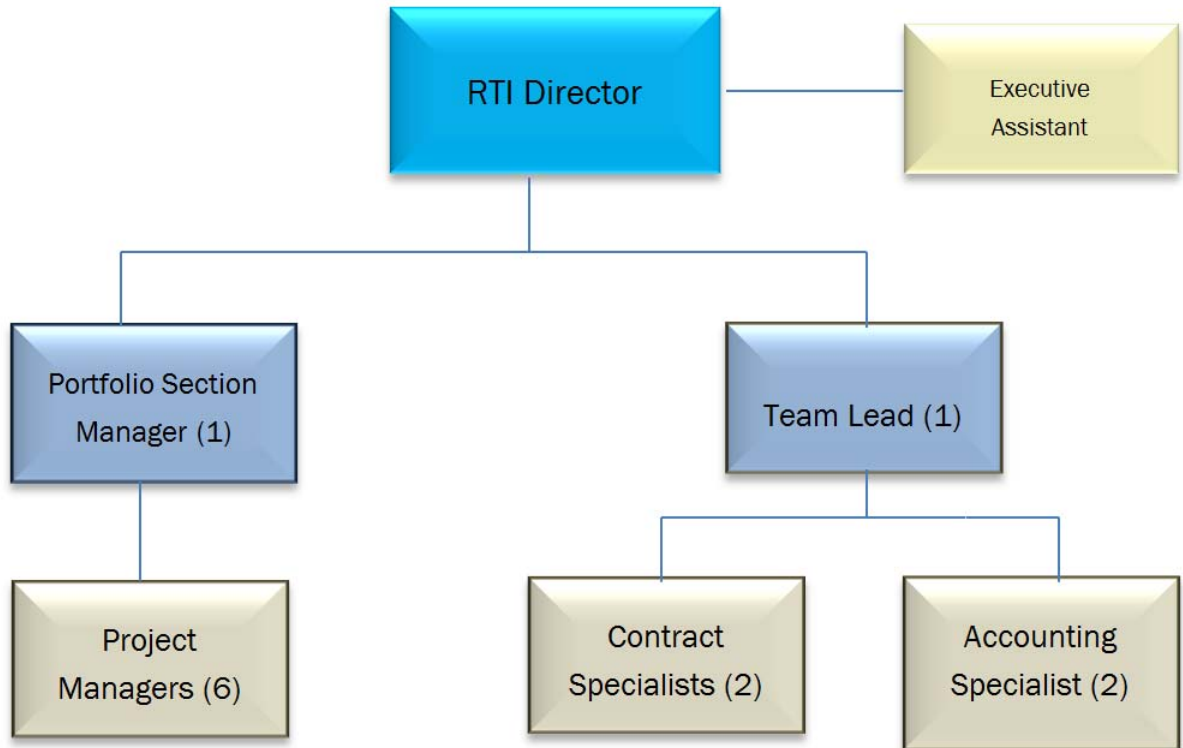 RTI Director
Executive
Assistant
Portfolio Section
Manager (1)
Team Lead (1)
Project
Managers (6)
Contract
Specialists (2)
Accounting
Specialist (2)